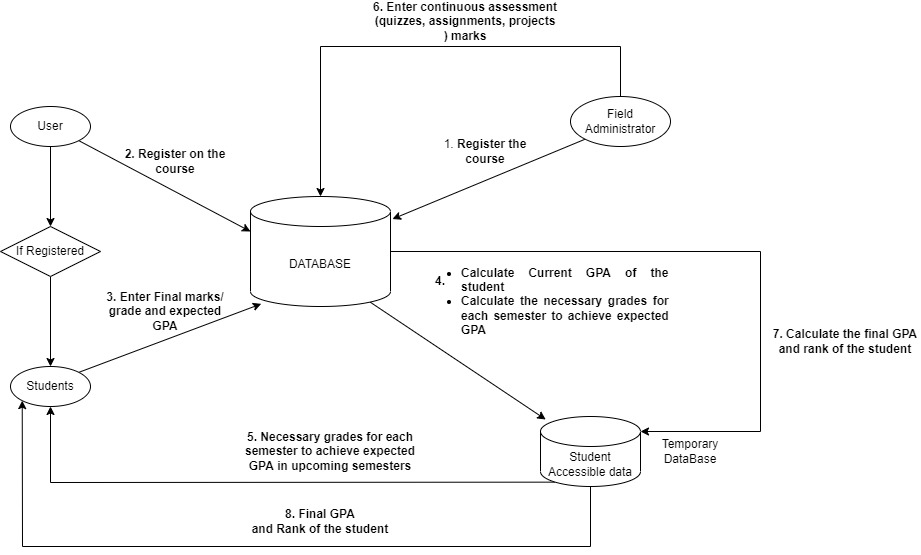 6. Enter continuous assessment
(quizzes, assignments, projects
) marks
User
Field
Administrator
2. Register on the
course
1. Register the
course
If Registered
DATABASE
4.
• Calculate Current GPA of the
student
• Calculate the necessary grades for
each semester to achieve expected
GPA
3. Enter Final marks/
grade and expected
GPA
7. Calculate the final GPA
and rank of the student
Students
5. Necessary grades for each
semester to achieve expected
GPA in upcoming semesters
Student
Accessible data
Temporary
DataBase
8. Final GPA
and Rank of the student